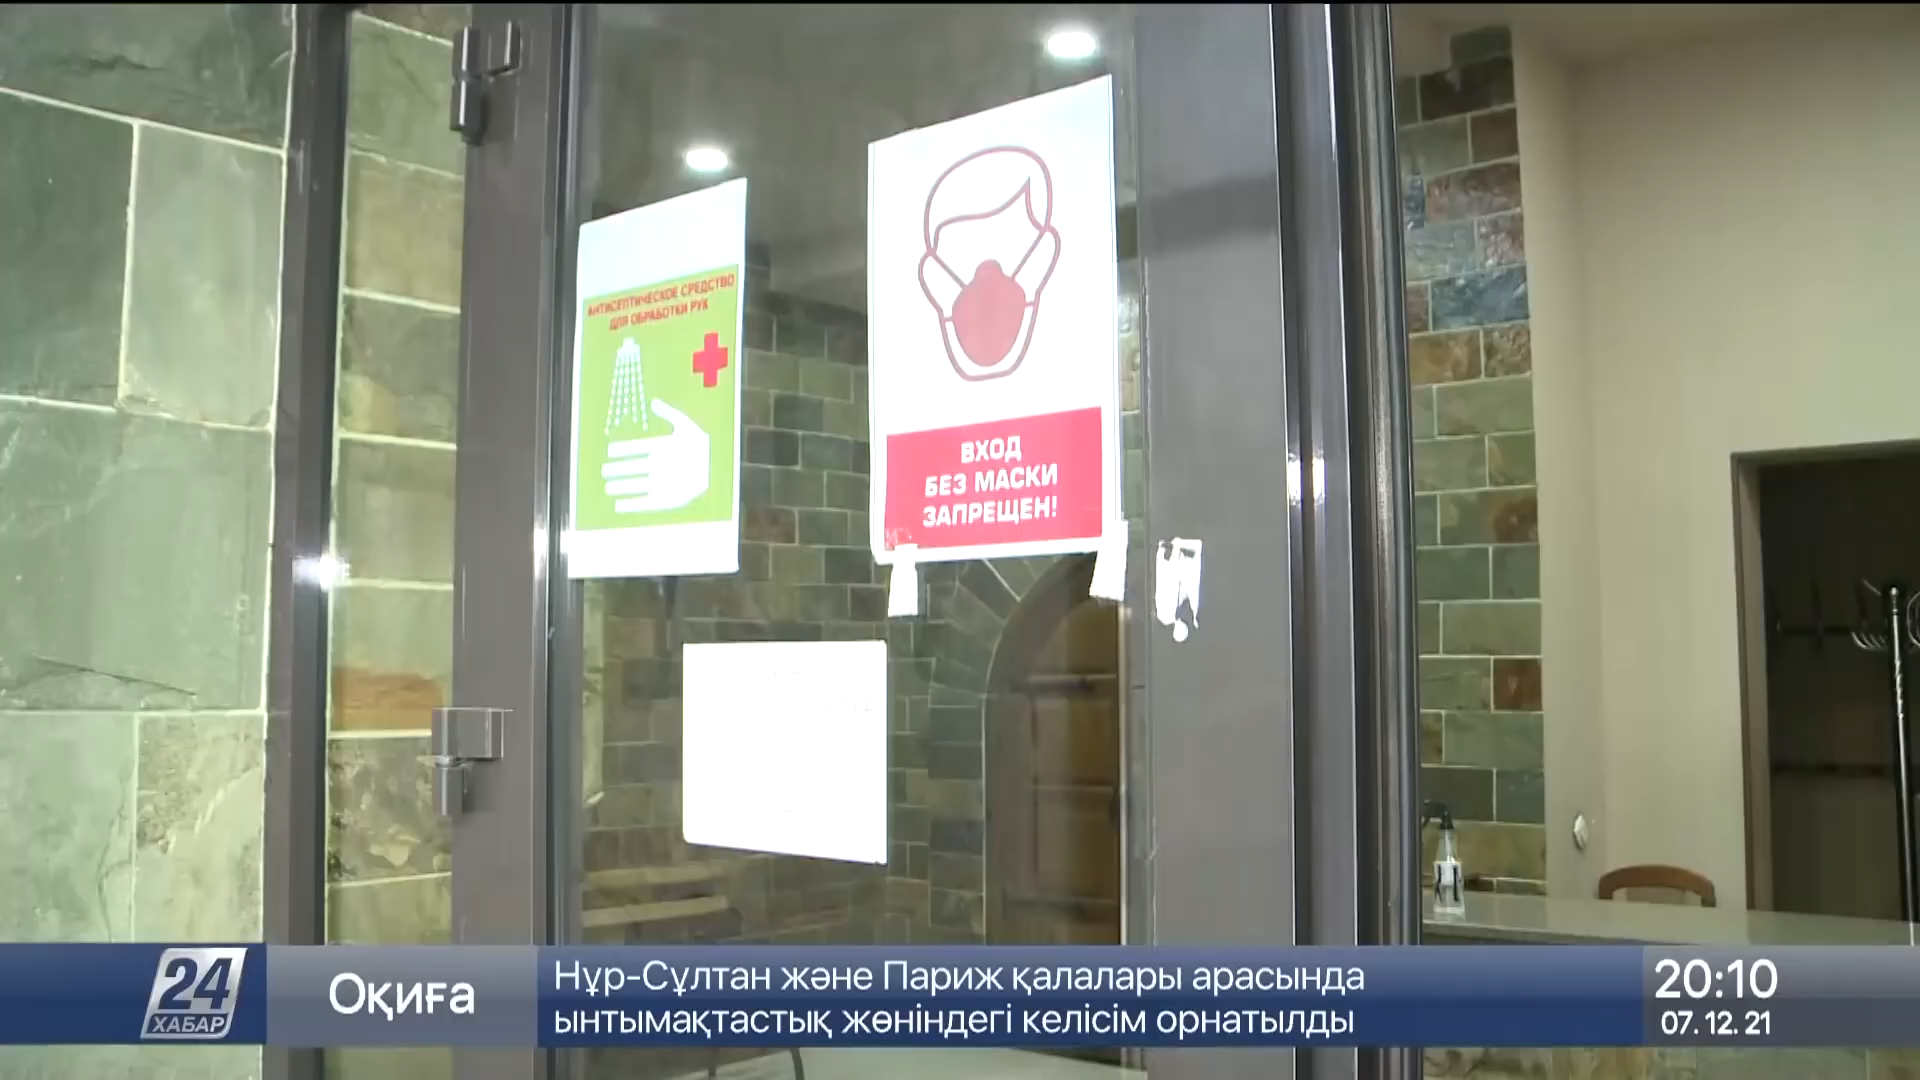 АНТИСЕПТИЧЕСКОЕ СРЕДСТВО
ДЛЯ ОБРАБОТКИ РУК
ВХОД
БЕЗ МАСКИ
ЗАПРЕЩЕН!
24
ХАБАР
Оқиға
Нұр-Сұлтан және Париж қалалары арасында
ынтымақтастық жөніндегі келісім орнатылды
20:10
07. 12. 21